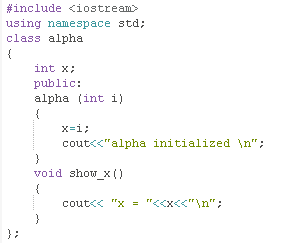 #include <iostream>
using namespace std;
class alpha
{
    int x;
    public:
    alpha (int i)
    {
        x=i;
        cout<<"alpha initialized \n";
    }
    void show_x()
    {
        cout<< "x = "<<x<<"\n";
    }
};